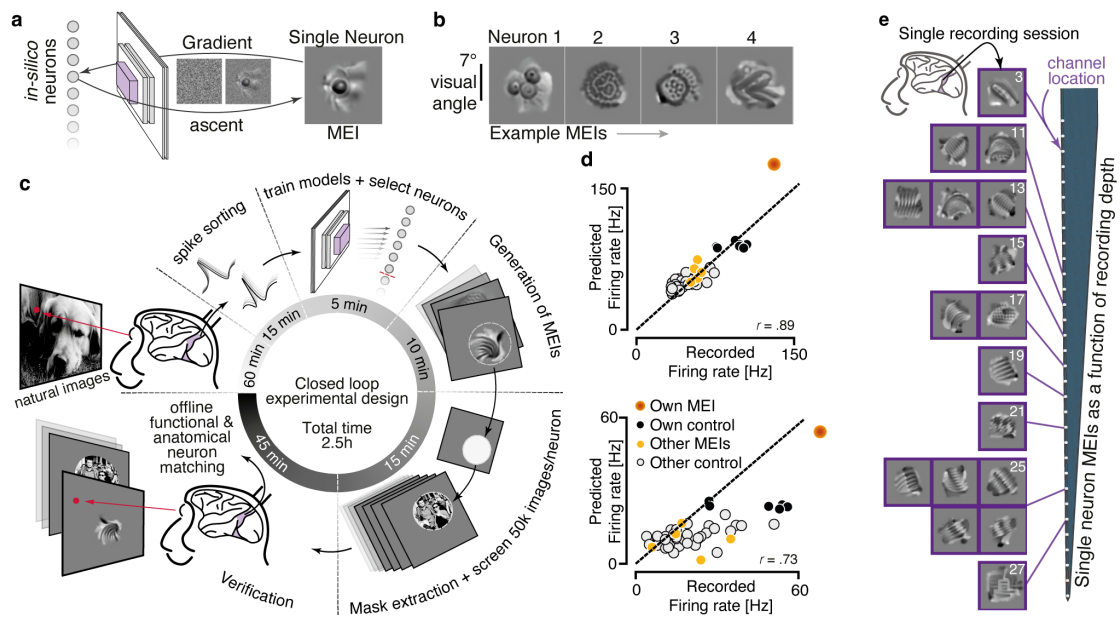 a
in-silico
neurons
Gradient
ascent
Single Neuron
MEI
b
Neuron 1
2
3
4
7°
visual
angle
Example MEIs
c
spike sorting
train models + select neurons
Generation of MEIs
Mask extraction + screen 50k images/neuron
Verification
natural images
60 min
15 min
5 min
10 min
15 min
45 min
Closed loop
experimental design
Total time
2.5h
offline
functional &
anatomical
neuron
matching
d
150
Predicted
Firing rate [Hz]
0
r = .89
0
Recorded
150
Firing rate [Hz]
Own MEI
Own control
Other MEIs
Other control
60
Predicted
Firing rate [Hz]
0
r = .73
0
Recorded
60
Firing rate [Hz]
e
Single recording session
channel
location
3
11
13
15
17
19
21
25
27
Single neuron MEIs as a function of recording depth